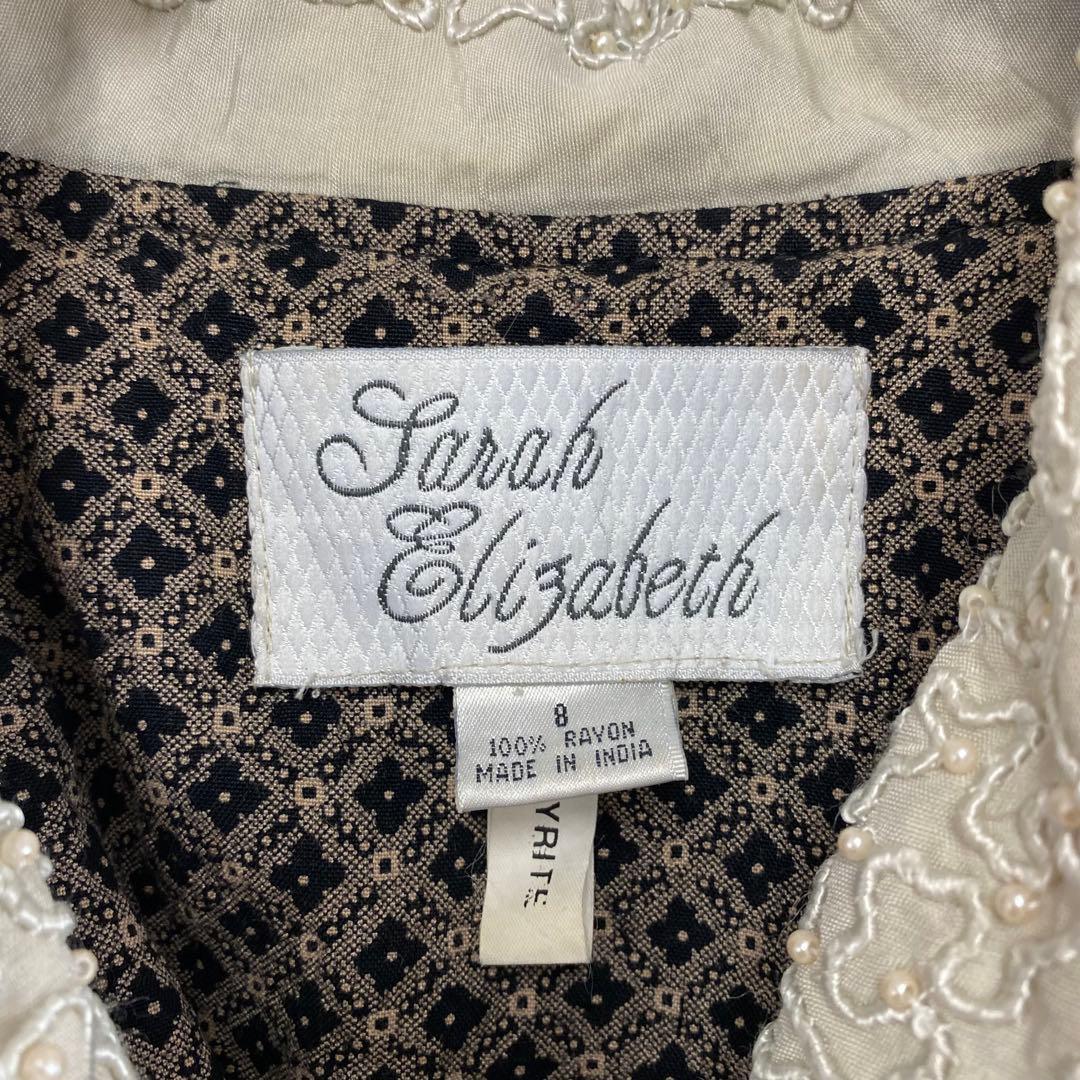 Sarah
Elizabeth
8
100% RAYON
MADE IN INDIA